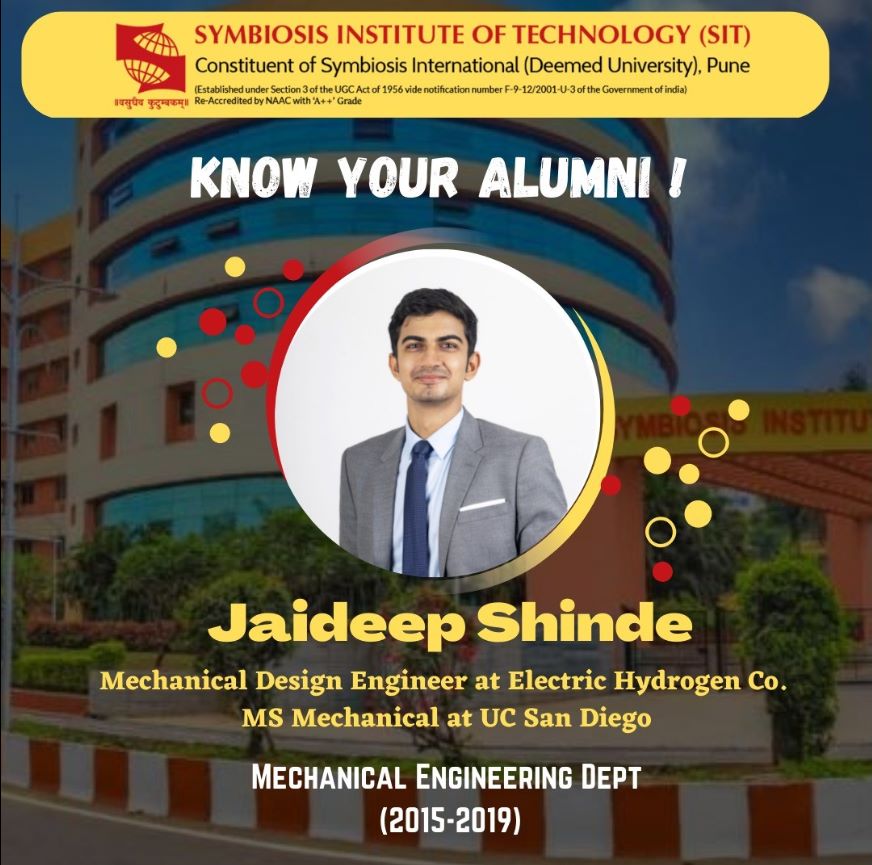 SYMBIOSIS INSTITUTE OF TECHNOLOGY (SIT)
Constituent of Symbiosis International (Deemed University), Pune
(Established under Section 3 of the UGC Act of 1956 vide notification number F-9-12/2001-U-3 of the Government of india)
Re-Accredited by NAAC with 'A++' Grade
॥वसुधैव कुटुम्बकम्॥
KNOW YOUR ALUMNI !
SYMBIOSIS INSTITU
Jaideep Shinde
Mechanical Design Engineer at Electric Hydrogen Co.
MS Mechanical at UC San Diego
MECHANICAL ENGINEERING DEPT
(2015-2019)